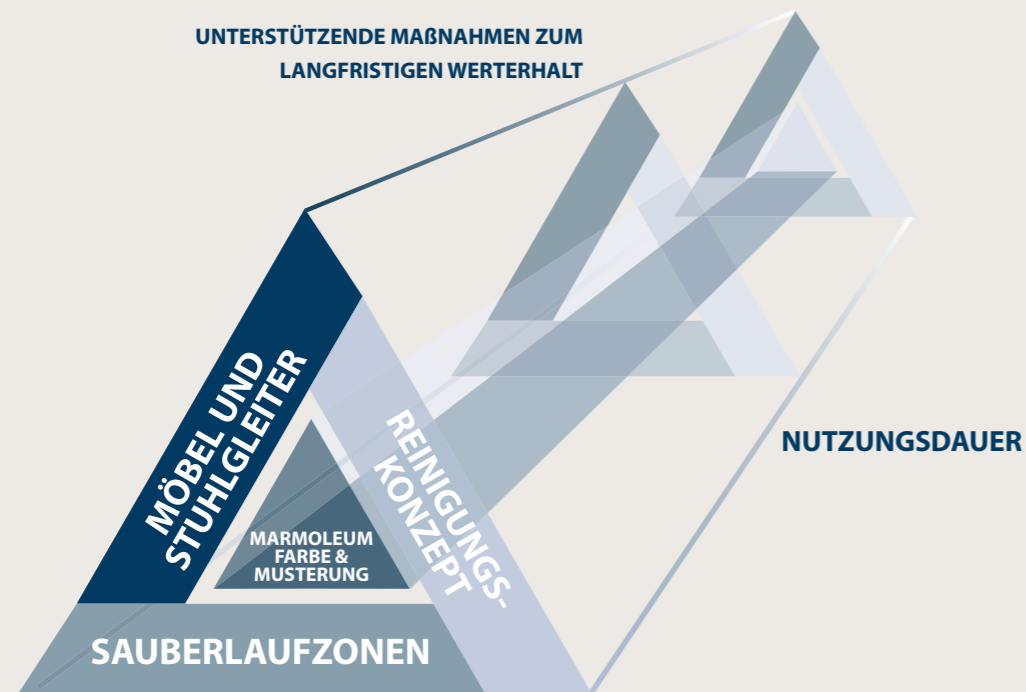 UNTERSTÜTZENDE MAßNAHMEN ZUM
LANGFRISTIGEN WERTERHALT
MÖBEL UND
STUHLGLEITER
REINIGUNGS-
KONZEPT
MARMOLEUM
FARBE &
MUSTERUNG
SAUBERLAUFZONEN
NUTZUNGSDAUER